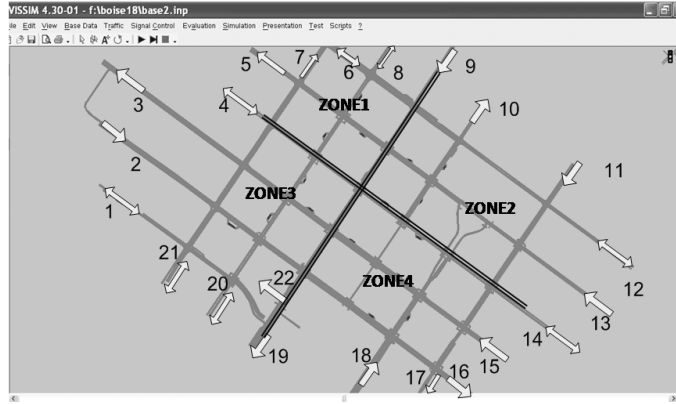 VISSIM 4.30-01 - f:\boise18\base2.inp
ile Edit View Base Data Traffic Signal Control Evaluation Simulation Presentation Test Scripts ?
5 7 6 8 9
ZONE1
3 4 10
2 11
ZONE3 ZONE2
1
21 22 ZONE4
20 12
13
19 18 14
17 16 15